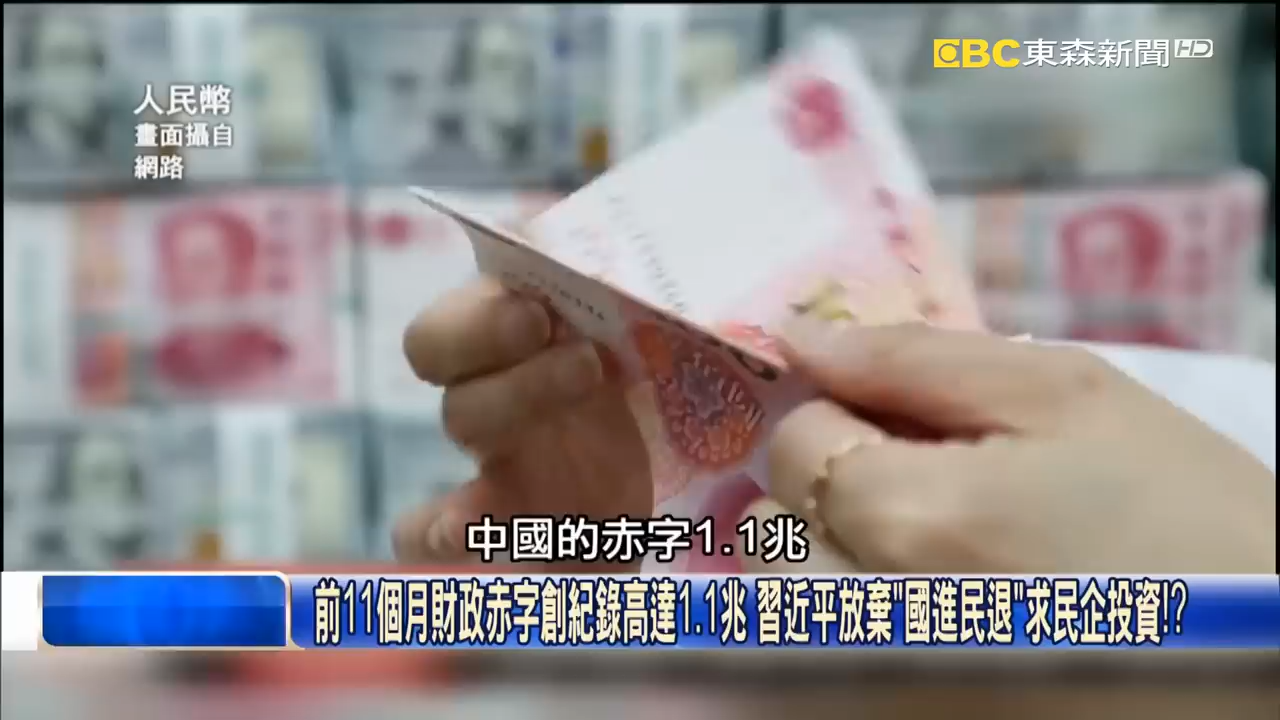 EBC東森新聞HD
人民幣
畫面攝自
網路
中國的赤字1.1兆
前11個月財政赤字創紀錄高達1.1兆 習近平放棄"國進民退"求民企投資!?